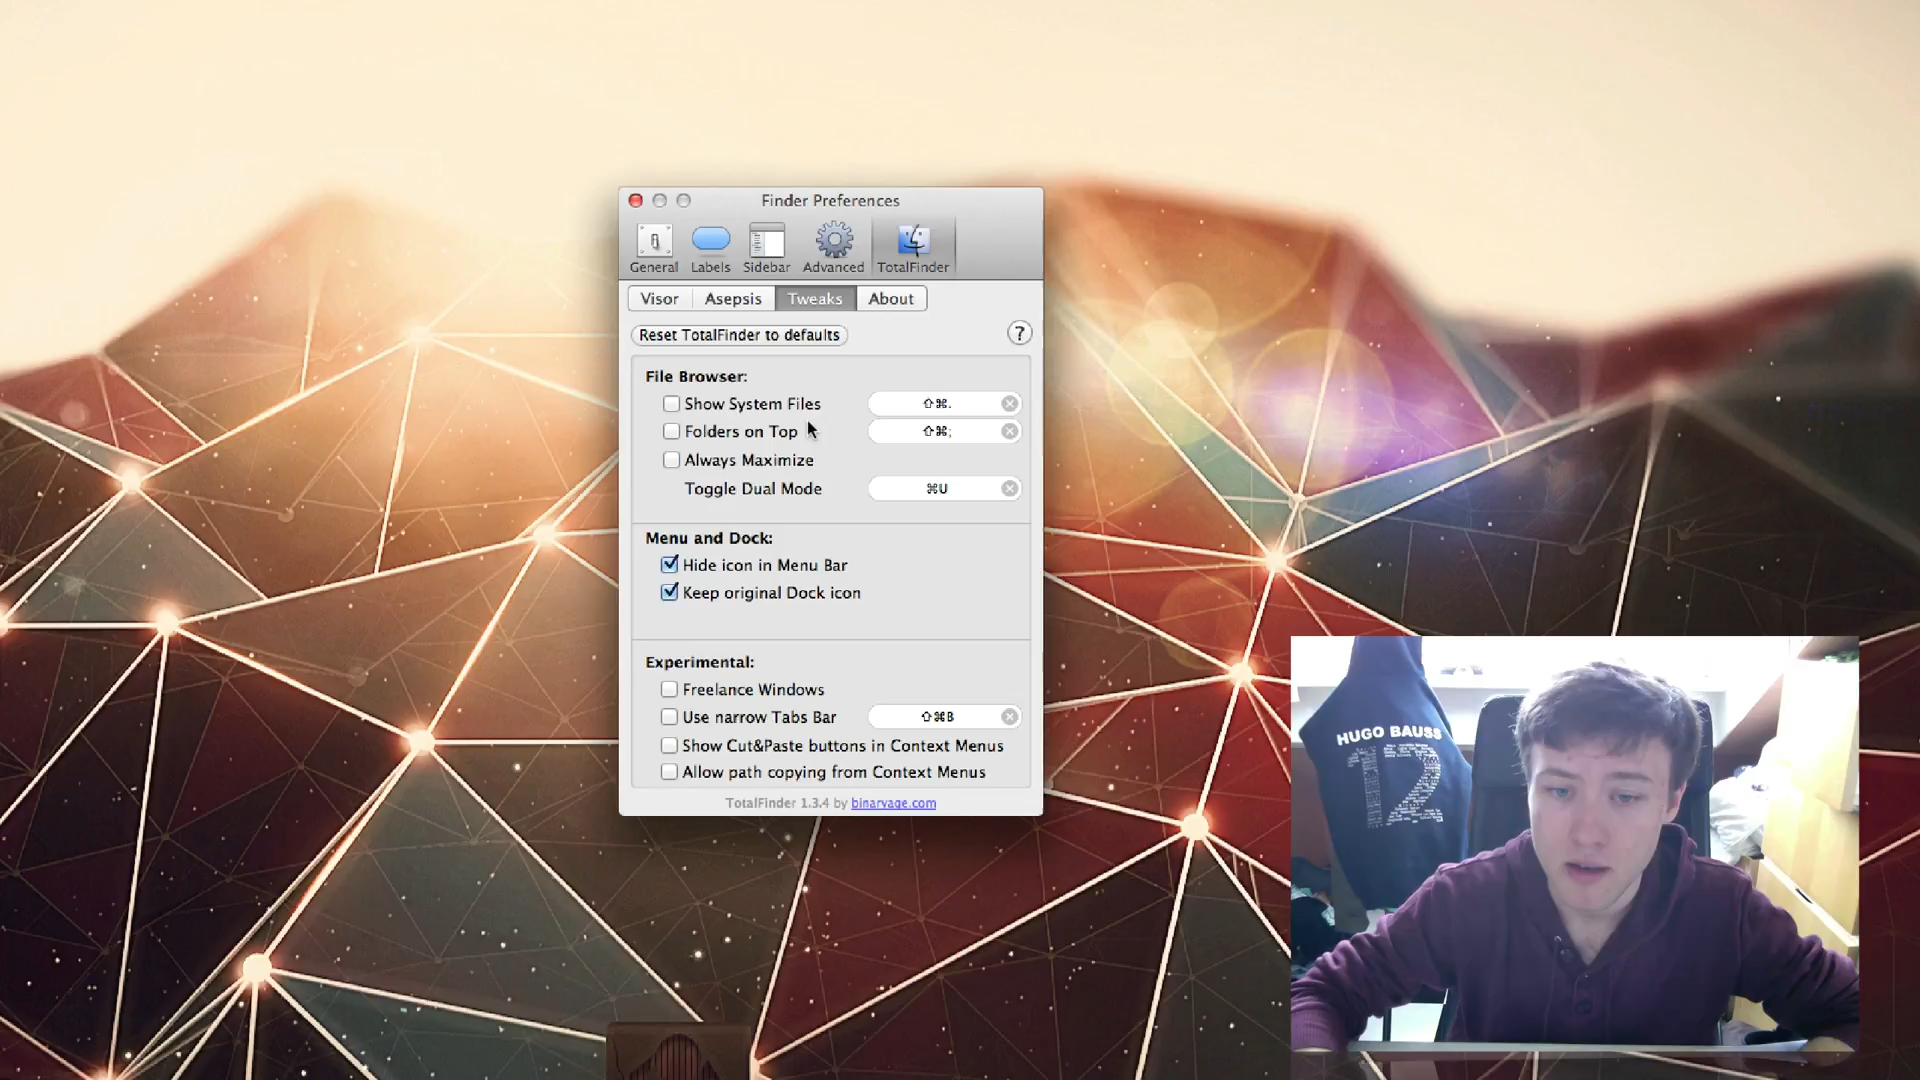 Finder Preferences
General Labels Sidebar Advanced TotalFinder
Visor Asepsis Tweaks About
Reset TotalFinder to defaults ?
File Browser:
Show System Files ⇧⌘.
Folders on Top ⇧⌘;
Always Maximize
Toggle Dual Mode ⌘U
Menu and Dock:
Hide icon in Menu Bar
Keep original Dock icon
Experimental:
Freelance Windows
Use narrow Tabs Bar ⇧⌘B
Show Cut&Paste buttons in Context Menus
Allow path copying from Context Menus
TotalFinder 1.3.4 by binaryage.com
HUGO BAUSS
12